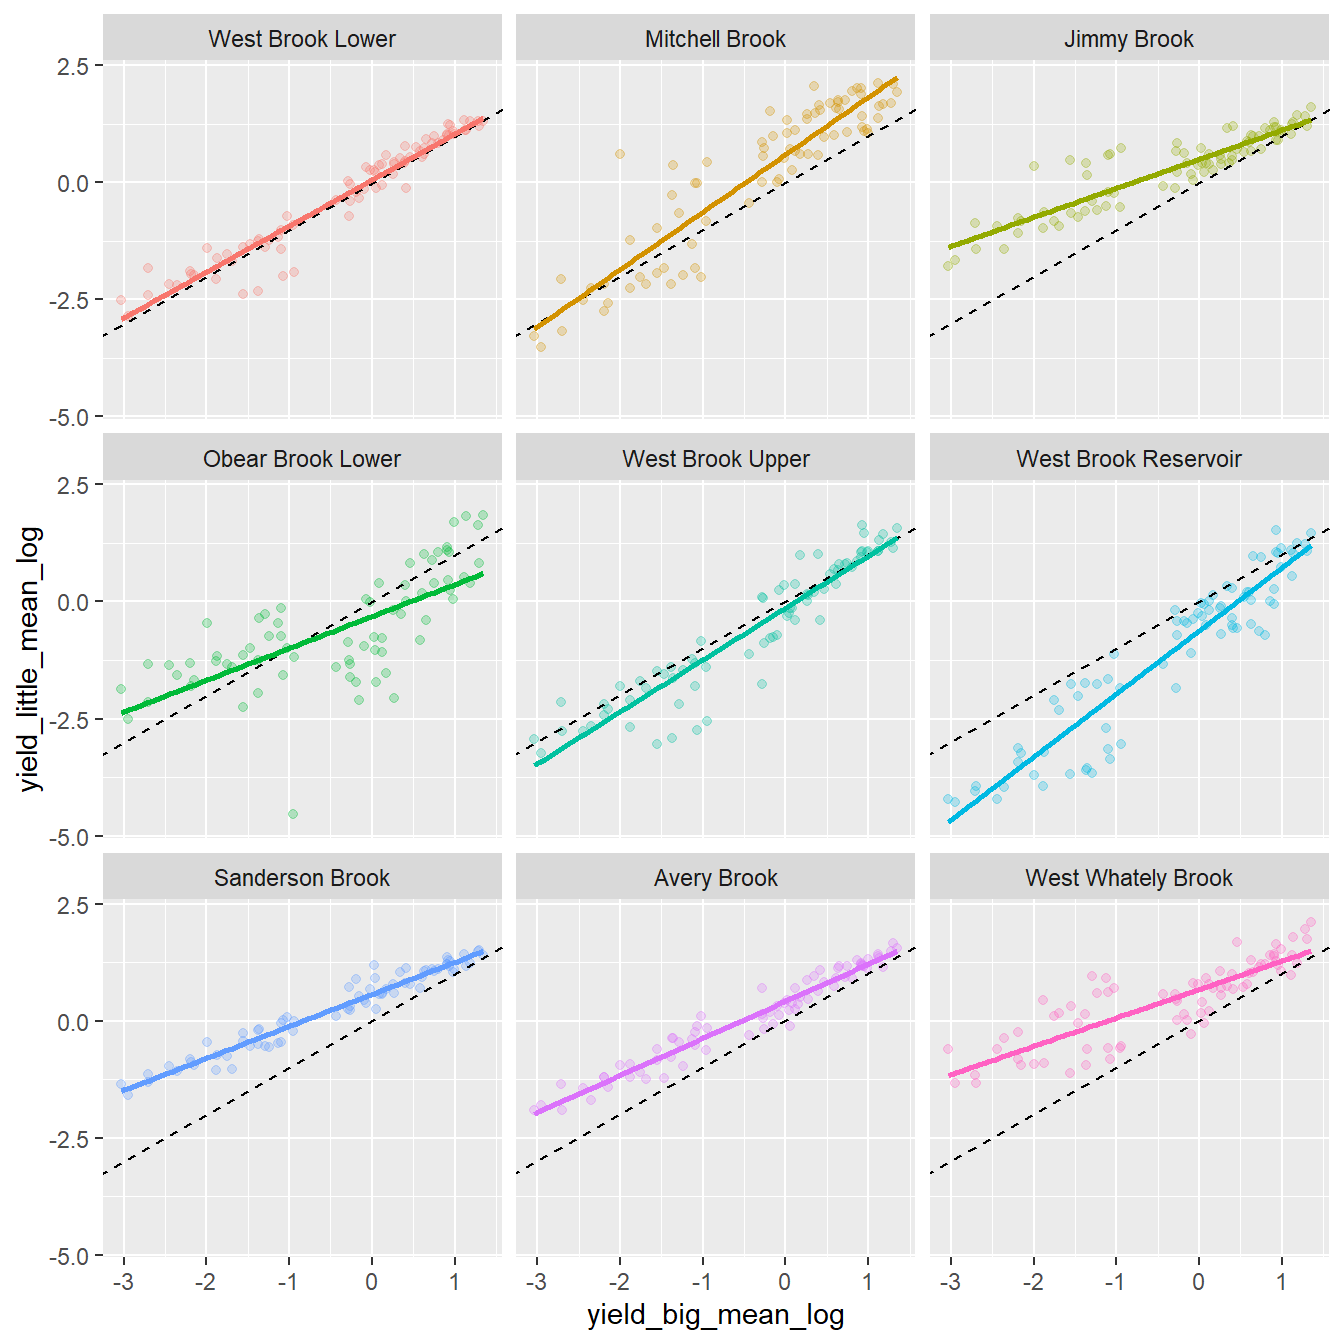 West Brook Lower
Mitchell Brook
Jimmy Brook
2.5
0.0
-2.5
-5.0
Obear Brook Lower
West Brook Upper
West Brook Reservoir
2.5
0.0
-2.5
-5.0
Sanderson Brook
Avery Brook
West Whately Brook
2.5
0.0
-2.5
-5.0
-3 -2 -1 0 1
-3 -2 -1 0 1
-3 -2 -1 0 1
yield_big_mean_log
yield_little_mean_log